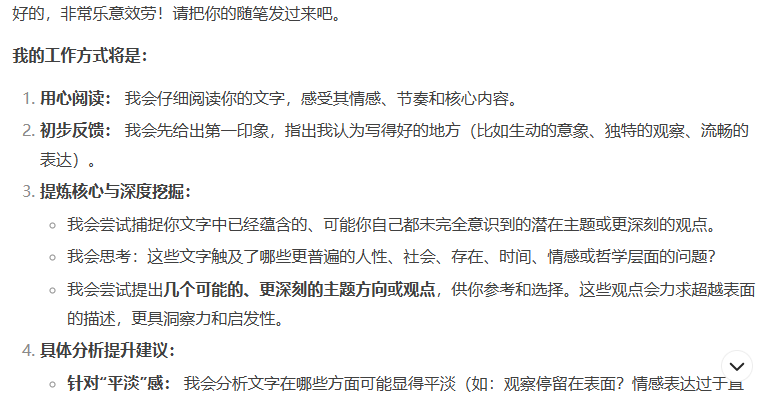 好的，非常乐意效劳！请把你的随笔发过来吧。
我的工作方式将是：
1. 用心阅读： 我会仔细阅读你的文字，感受其情感、节奏和核心内容。
2. 初步反馈： 我会先给出第一印象，指出我认为写得好的地方（比如生动的意象、独特的观察、流畅的
表达）。
3. 提炼核心与深度挖掘：
我会尝试捕捉你文字中已经蕴含的、可能你自己都未完全意识到的潜在主题或更深刻的观点。
我会思考：这些文字触及了哪些更普遍的人性、社会、存在、时间、情感或哲学层面的问题？
我会尝试提出几个可能的、更深刻的主题方向或观点，供你参考和选择。这些观点会力求超越表面
的描述，更具洞察力和启发性。
4. 具体分析提升建议：
针对“平淡”感： 我会分析文字在哪些方面可能显得平淡（如：观察停留在表面？情感表达过于直